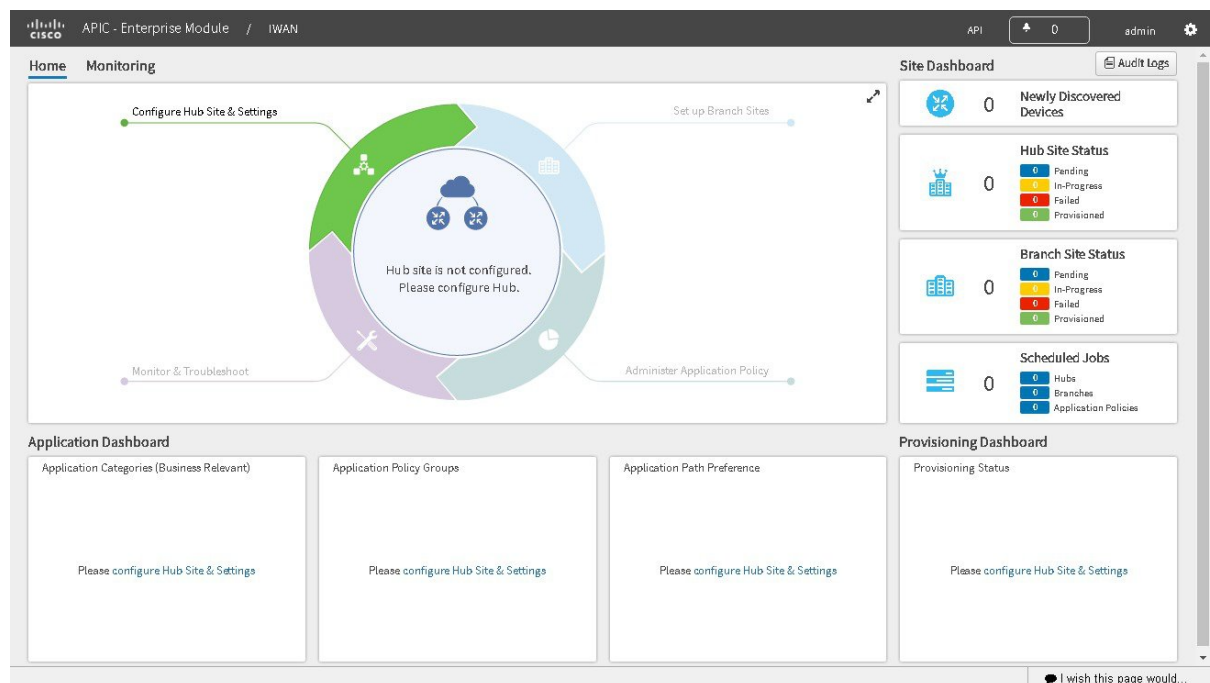 cisco APIC - Enterprise Module / IWAN API 0 admin
Home Monitoring
Site Dashboard Audit Logs
Configure Hub Site & Settings
Set up Branch Sites
Hub site is not configured.
Please configure Hub.
Monitor & Troubleshoot
Administer Application Policy
0 Newly Discovered
Devices
Hub Site Status
0
0 Pending
0 In-Progress
0 Failed
0 Provisioned
Branch Site Status
0
0 Pending
0 In-Progress
0 Failed
0 Provisioned
Scheduled Jobs
0
0 Hubs
0 Branches
0 Application Policies
Application Dashboard
Application Categories (Business Relevant)
Please configure Hub Site & Settings
Application Policy Groups
Please configure Hub Site & Settings
Application Path Preference
Please configure Hub Site & Settings
Provisioning Dashboard
Provisioning Status
Please configure Hub Site & Settings
I wish this page would...